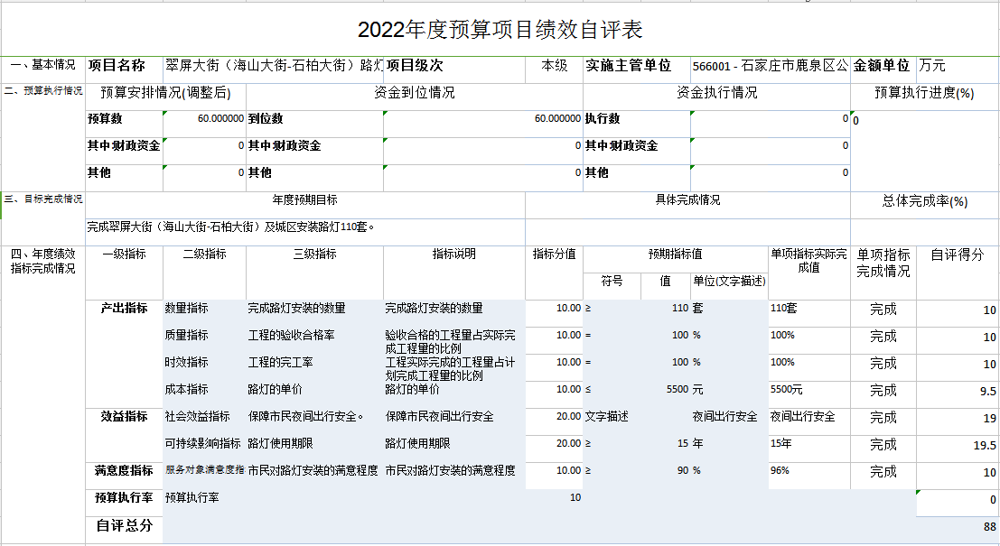 2022年度预算项目绩效自评表
一、基本情况 项目名称 翠屏大街（海山大街-石柏大街）路灯 项目级次 本级 实施主管单位 566001 - 石家庄市鹿泉区公 金额单位 万元
二、预算执行情况 预算安排情况(调整后) 资金到位情况 资金执行情况 预算执行进度(%)
预算数 60.000000 到位数 60.000000 执行数 0 0
其中:财政资金 0 其中:财政资金 0 其中:财政资金 0
其他 0 其他 0 其他 0
三、目标完成情况 年度预期目标 具体完成情况 总体完成率(%)
完成翠屏大街（海山大街-石柏大街）及城区安装路灯110套。
四、年度绩效指标完成情况 一级指标 二级指标 三级指标 指标说明 指标分值 预期指标值 单项指标实际完成值 单项指标完成情况 自评得分
符号 值 单位(文字描述)
产出指标 数量指标 完成路灯安装的数量 完成路灯安装的数量 10.00 ≥ 110 套 110套 完成 10
质量指标 工程的验收合格率 验收合格的工程量占实际完成工程量的比例 10.00 = 100 % 100% 完成 10
时效指标 工程的完工率 工程实际完成的工程量占计划完成工程量的比例 10.00 = 100 % 100% 完成 10
成本指标 路灯的单价 路灯的单价 10.00 ≤ 5500 元 5500元 完成 9.5
效益指标 社会效益指标 保障市民夜间出行安全。 保障市民夜间出行安全 20.00 文字描述 夜间出行安全 夜间出行安全 完成 19
可持续影响指标 路灯使用期限 路灯使用期限 20.00 ≥ 15 年 15年 完成 19.5
满意度指标 服务对象满意度指 市民对路灯安装的满意程度 市民对路灯安装的满意程度 10.00 ≥ 90 % 96% 完成 10
预算执行率 预算执行率 10 0
自评总分 88